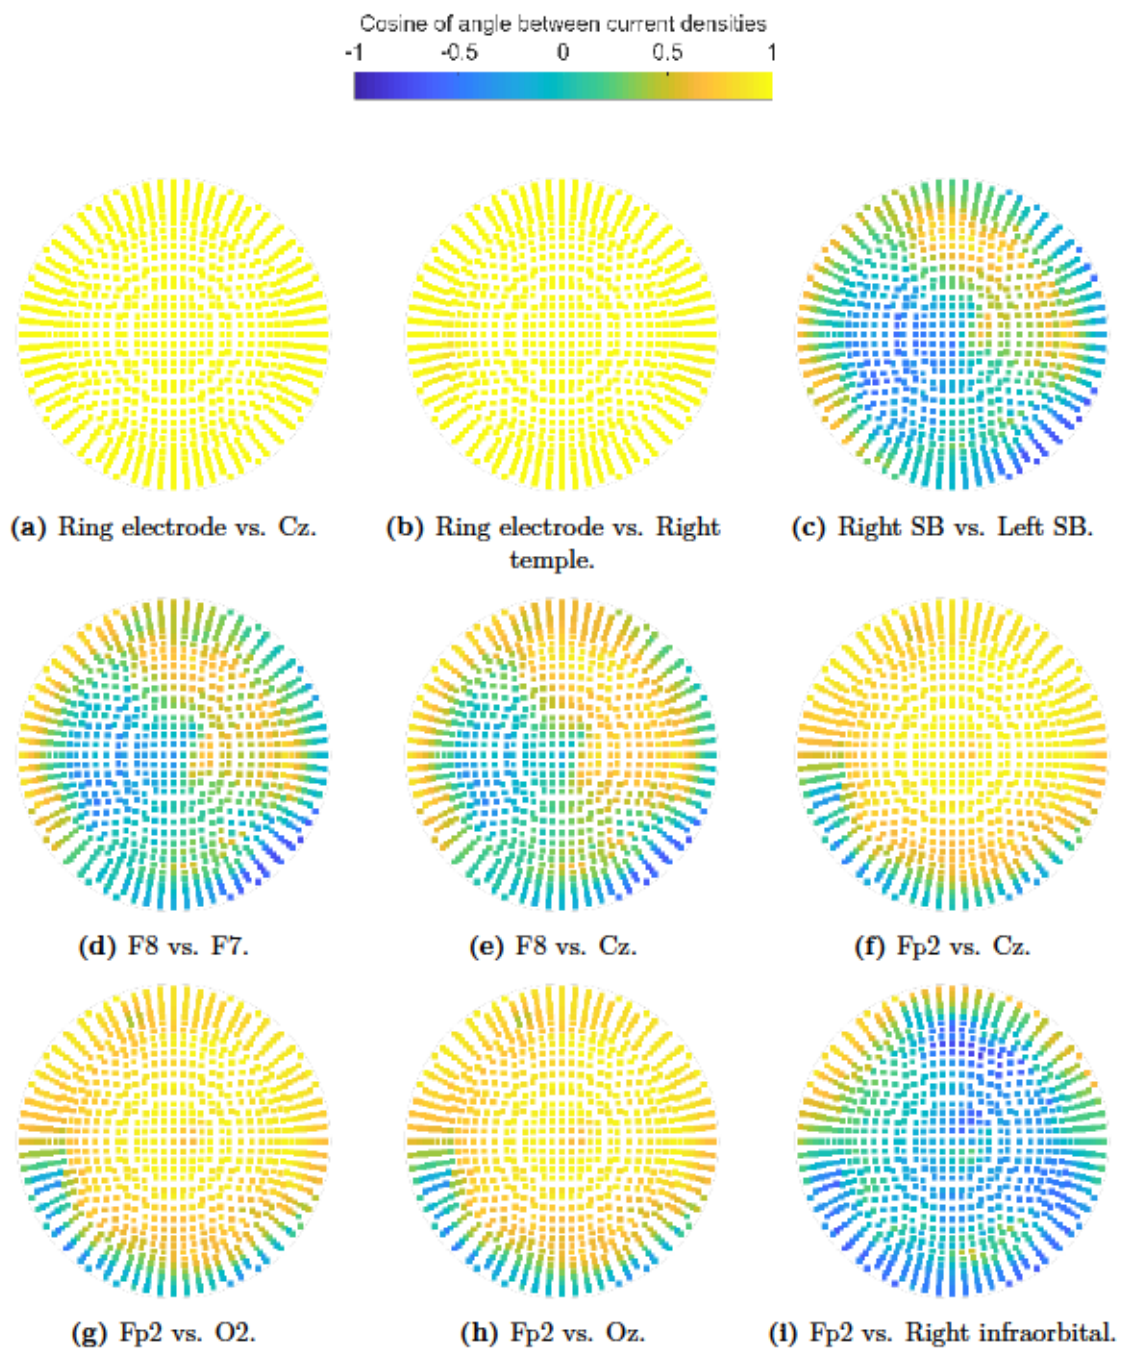 Cosine of angle between current densities
-1 -0.5 0 0.5 1
(a) Ring electrode vs. Cz.
(b) Ring electrode vs. Right
temple.
(c) Right SB vs. Left SB.
(d) F8 vs. F7.
(e) F8 vs. Cz.
(f) Fp2 vs. Cz.
(g) Fp2 vs. O2.
(h) Fp2 vs. Oz.
(i) Fp2 vs. Right infraorbital.